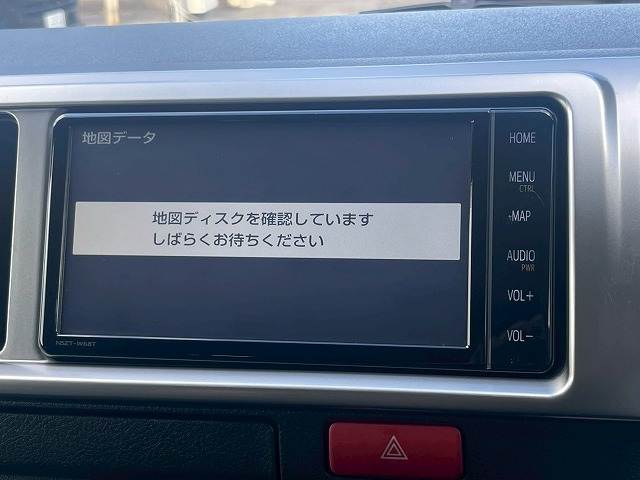 地図データ
地図ディスクを確認しています
しばらくお待ちください
HOME
MENU
CTRL
MAP
AUDIO
PWR
VOL+
VOL-
NSZT-W68T